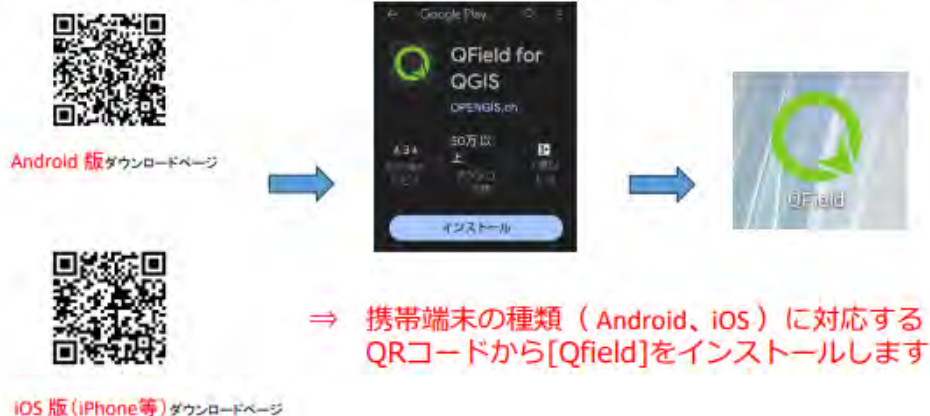 Android 版ダウンロードページ
Google Play
QField for
QGIS
OPENGIS.ch
50万以
上
インストール
QField
⇒ 携帯端末の種類（ Android、iOS ）に対応する
QRコードから[Qfield]をインストールします
iOS 版（iPhone等）ダウンロードページ